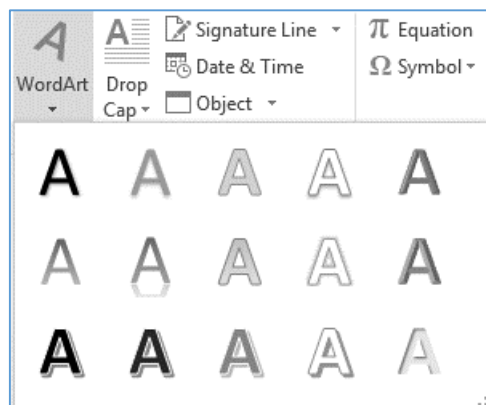 WordArt
Drop
Cap
Signature Line
Date & Time
Object
π Equation
Ω Symbol
A A A A A
A A A A A
A A A A A